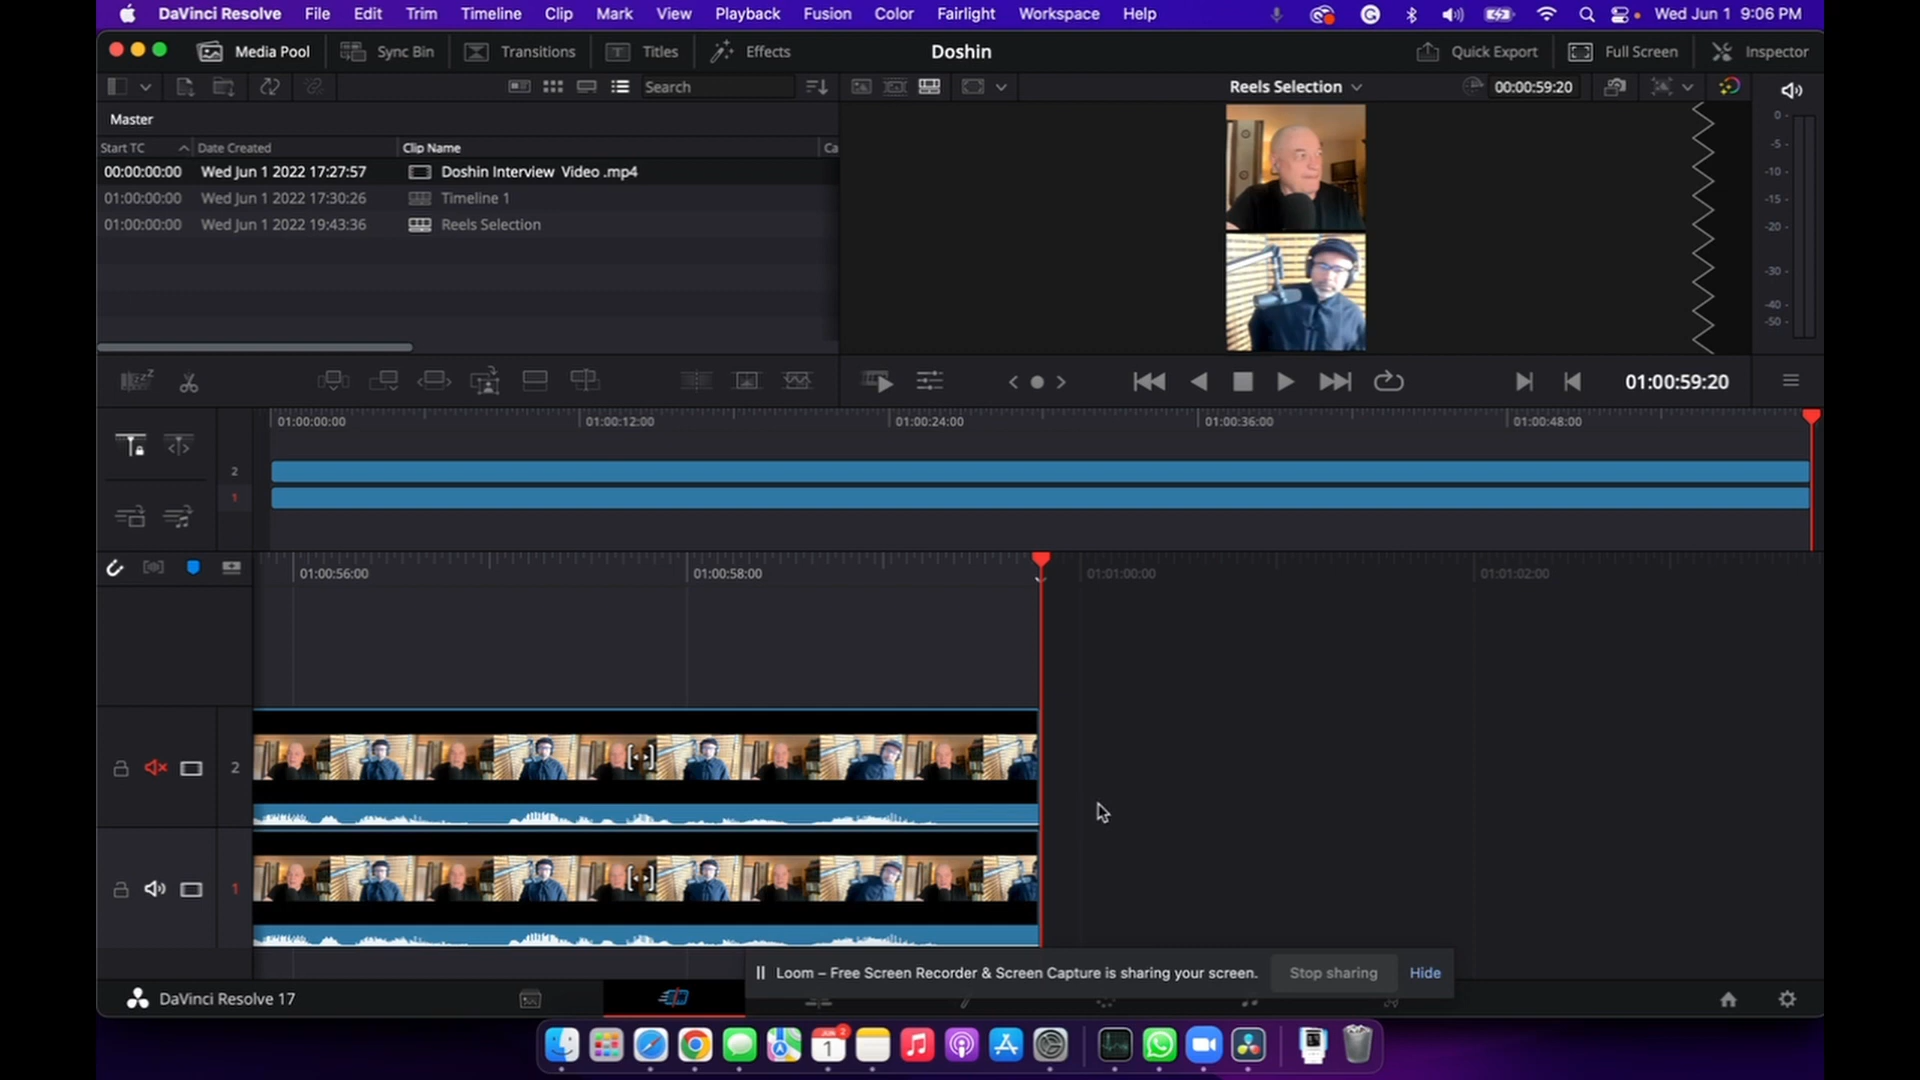 DaVinci Resolve File Edit Trim Timeline Clip Mark View Playback Fusion Color Fairlight Workspace Help Wed Jun 1 9:06 PM
Media Pool Sync Bin Transitions Titles Effects Doshin Quick Export Full Screen Inspector
Search Reels Selection 00:00:59:20
Master
Start TC Date Created Clip Name Ca
00:00:00:00 Wed Jun 1 2022 17:27:57 Doshin Interview Video .mp4
01:00:00:00 Wed Jun 1 2022 17:30:26 Timeline 1
01:00:00:00 Wed Jun 1 2022 19:43:36 Reels Selection
0
-5
-10
-15
-20
-30
-40
-50
01:00:59:20
01:00:00:00 01:00:12:00 01:00:24:00 01:00:36:00 01:00:48:00
2
1
01:00:56:00 01:00:58:00 01:01:00:00 01:01:02:00
2
1
Loom – Free Screen Recorder & Screen Capture is sharing your screen. Stop sharing Hide
DaVinci Resolve 17
JUN 2
1